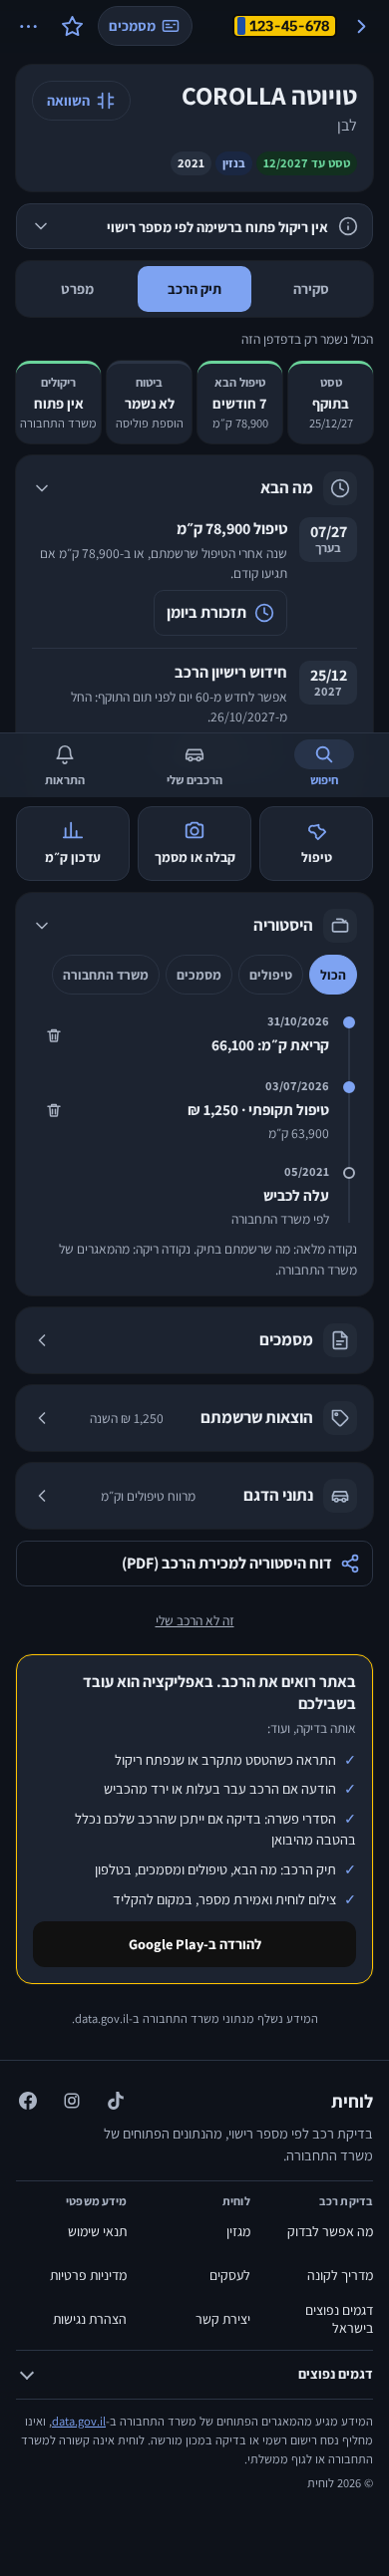 123-45-678
מסמכים
טויוטה COROLLA
השוואה
לבן
טסט עד 12/2027
בנזין
2021
אין ריקול פתוח ברשימה לפי מספר רישוי
סקירה
תיק הרכב
מפרט
הכול נשמר רק בדפדפן הזה
טסט
בתוקף
25/12/27
טיפול הבא
7 חודשים
78,900 ק״מ
ביטוח
לא נשמר
הוספת פוליסה
ריקולים
אין פתוח
משרד התחבורה
מה הבא
07/27
בערך
טיפול 78,900 ק״מ
שנה אחרי הטיפול שרשמתם, או ב-78,900 ק״מ אם
תגיעו קודם.
תזכורת ביומן
25/12
2027
חידוש רישיון הרכב
אפשר לחדש מ-60 יום לפני תום התוקף: החל
מ-26/10/2027.
חיפוש
הרכבים שלי
התראות
טיפול
קבלה או מסמך
עדכון ק״מ
היסטוריה
הכול
טיפולים
מסמכים
משרד התחבורה
31/10/2026
קריאת ק״מ: 66,100
03/07/2026
טיפול תקופתי · 1,250 ₪
63,900 ק״מ
05/2021
עלה לכביש
לפי משרד התחבורה
נקודה מלאה: מה שרשמתם בתיק. נקודה ריקה: מהמאגרים של
משרד התחבורה.
מסמכים
הוצאות שרשמתם
1,250 ₪ השנה
נתוני הדגם
מרווח טיפולים וק״מ
דוח היסטוריה למכירת הרכב (PDF)
זה לא הרכב שלי
באתר רואים את הרכב. באפליקציה הוא עובד
בשבילכם
אותה בדיקה, ועוד:
✓ התראה כשהטסט מתקרב או שנפתח ריקול
✓ הודעה אם הרכב עבר בעלות או ירד מהכביש
✓ הסדרי פשרה: בדיקה אם ייתכן שהרכב שלכם נכלל
בהטבה מהיבואן
✓ תיק הרכב: מה הבא, טיפולים ומסמכים, בטלפון
✓ צילום לוחית ואמירת מספר, במקום להקליד
להורדה ב-Google Play
המידע נשלף מנתוני משרד התחבורה ב-data.gov.il.
לוחית
בדיקת רכב לפי מספר רישוי, מהנתונים הפתוחים של
משרד התחבורה.
בדיקת רכב
לוחית
מידע משפטי
מה אפשר לבדוק
מגזין
תנאי שימוש
מדריך לקונה
לעסקים
מדיניות פרטיות
דגמים נפוצים
בישראל
יצירת קשר
הצהרת נגישות
דגמים נפוצים
המידע מגיע מהמאגרים הפתוחים של משרד התחבורה ב-data.gov.il, ואינו
מחליף נסח רישום רשמי או בדיקה במכון מורשה. לוחית אינה קשורה למשרד
התחבורה או לגוף ממשלתי.
© 2026 לוחית